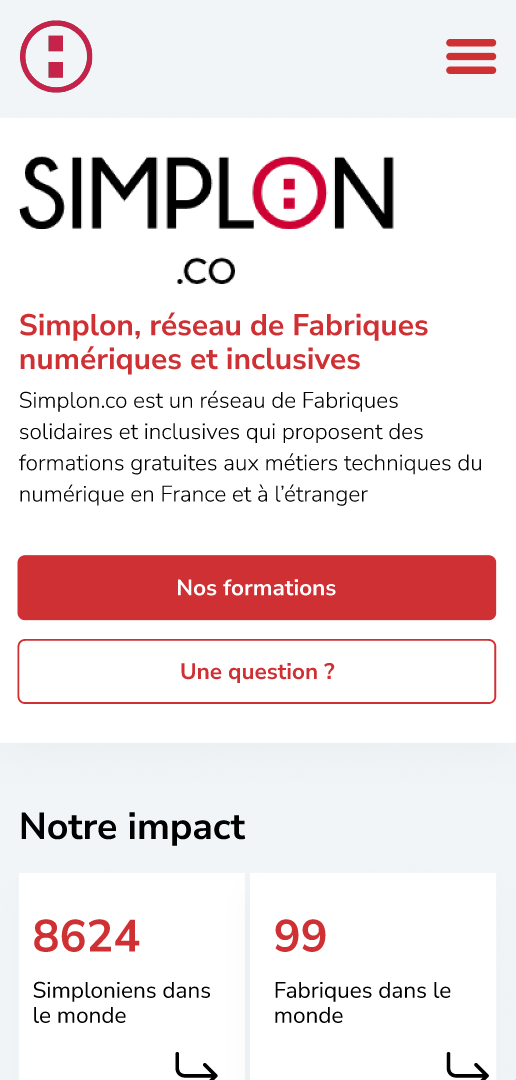 SIMPLON
.CO
Simplon, réseau de Fabriques
numériques et inclusives
Simplon.co est un réseau de Fabriques
solidaires et inclusives qui proposent des
formations gratuites aux métiers techniques du
numérique en France et à l’étranger
Nos formations
Une question ?
Notre impact
8624
99
Simploniens dans
le monde
Fabriques dans le
monde